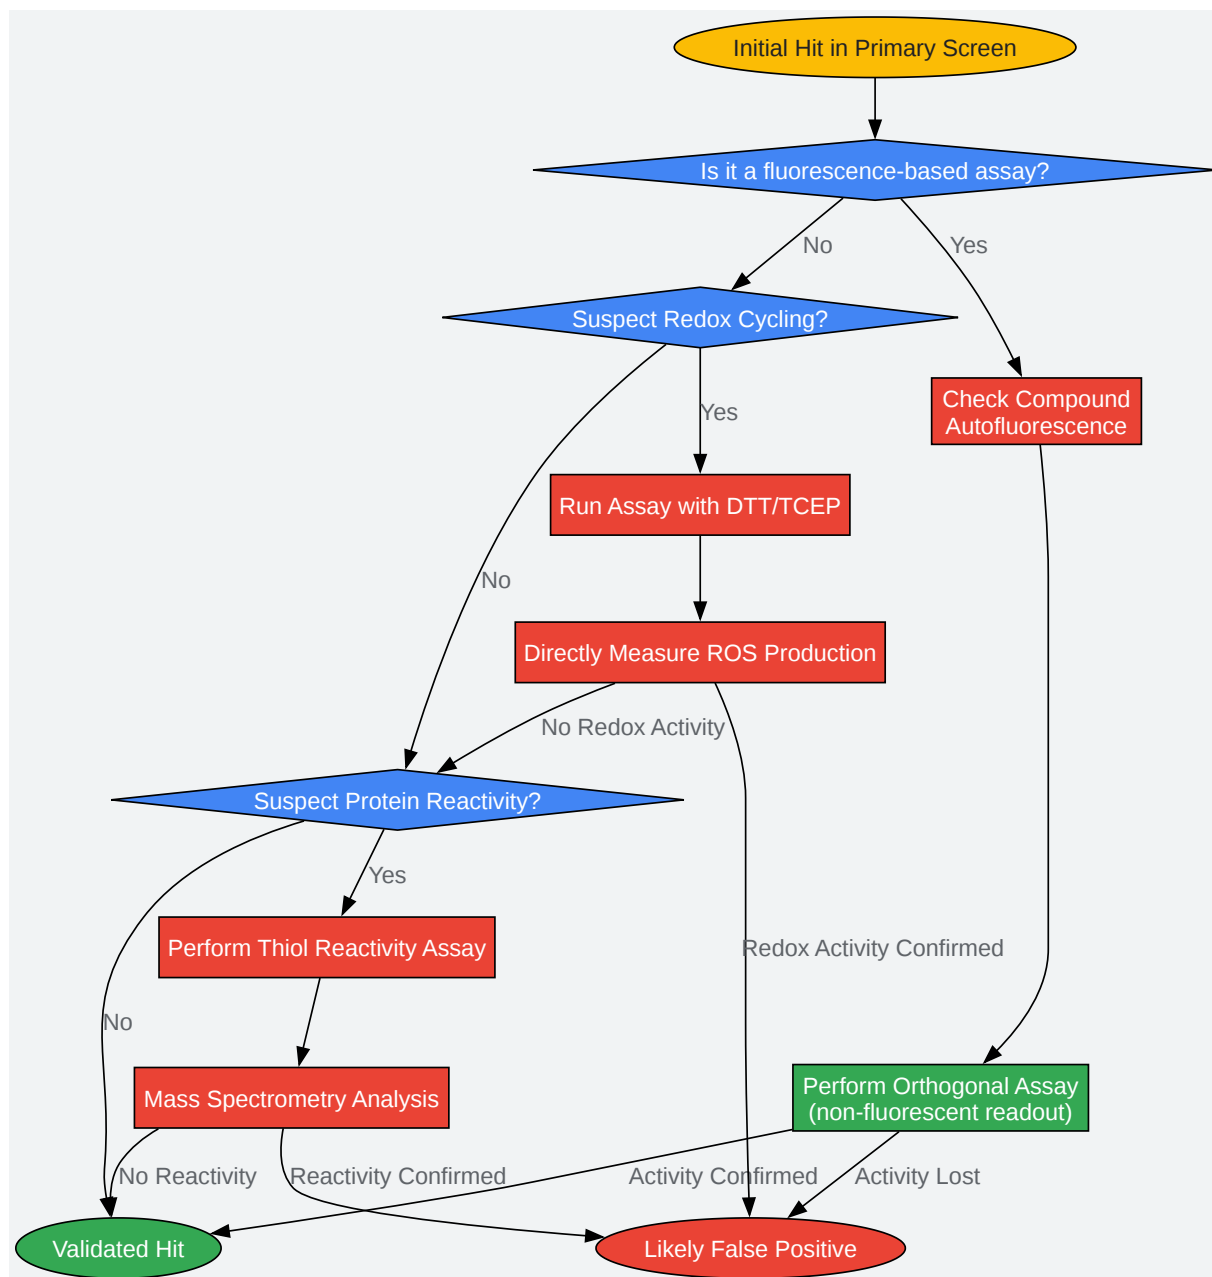 Initial Hit in Primary Screen
Is it a fluorescence-based assay?
No
Yes
Suspect Redox Cycling?
Check Compound
Autofluorescence
Yes
Run Assay with DTT/TCEP
No
Directly Measure ROS Production
No Redox Activity
Suspect Protein Reactivity?
Yes
Perform Thiol Reactivity Assay
Redox Activity Confirmed
No
Mass Spectrometry Analysis
Perform Orthogonal Assay
(non-fluorescent readout)
No Reactivity
Reactivity Confirmed
Activity Confirmed
Activity Lost
Validated Hit
Likely False Positive